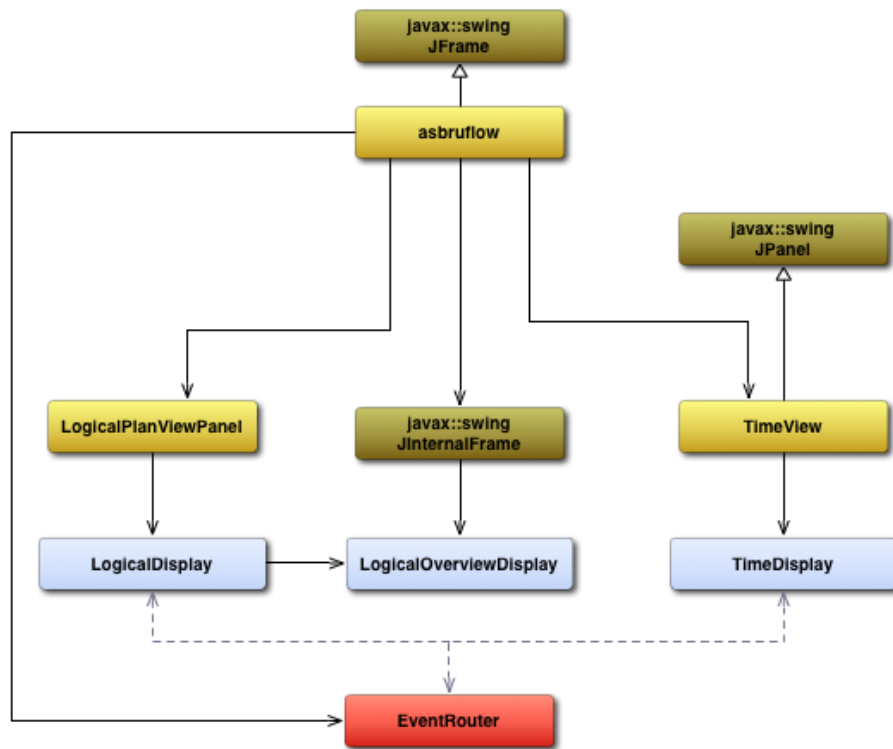 javax::swing
JFrame
asbruflow
javax::swing
JPanel
LogicalPlanViewPanel
javax::swing
JInternalFrame
TimeView
LogicalDisplay
LogicalOverviewDisplay
TimeDisplay
EventRouter